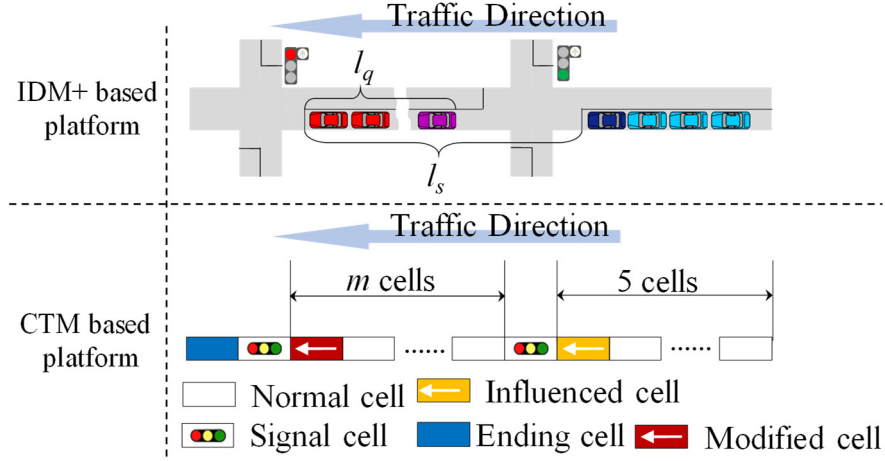 Traffic Direction
IDM+ based
platform
l_q
l_s
Traffic Direction
m cells
5 cells
CTM based
platform
......
......
Normal cell
Influenced cell
Signal cell
Ending cell
Modified cell